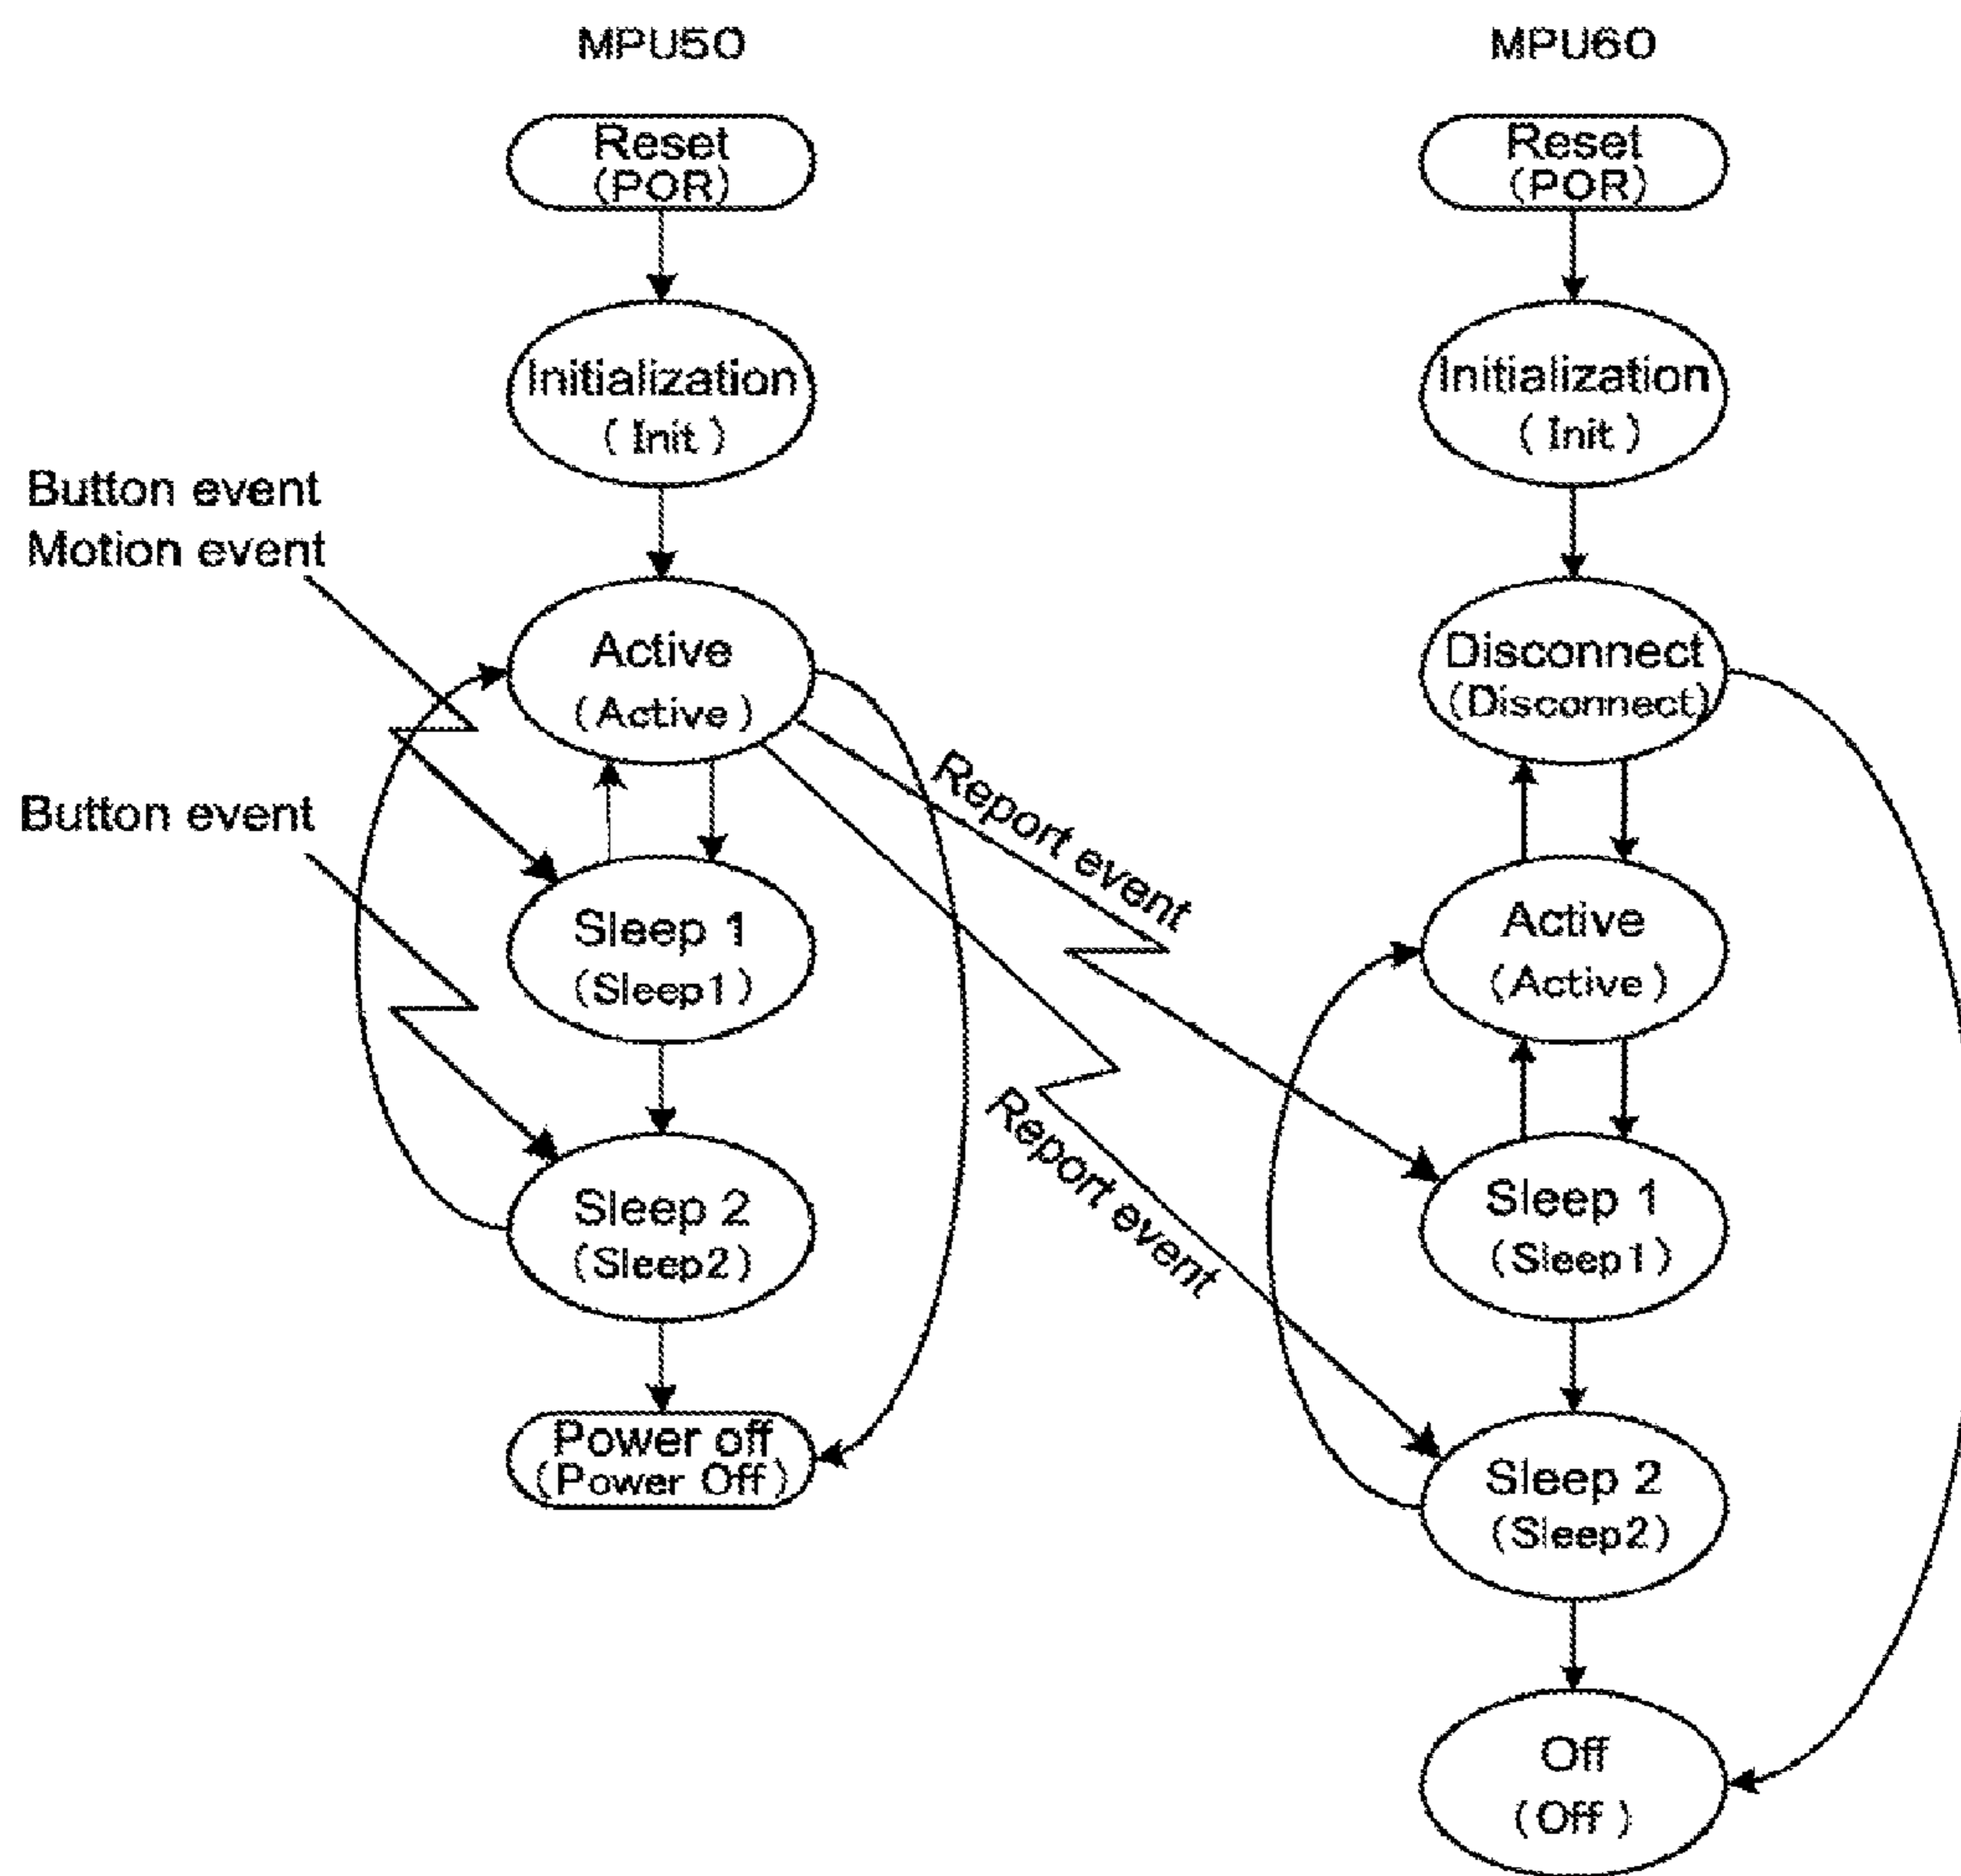 MPU50
MPU60
Reset
(POR)
Reset
(POR)
Initialization
( Init )
Initialization
( Init )
Button event
Motion event
Active
(Active)
Disconnect
(Disconnect)
Button event
Report event
Sleep 1
(Sleep1)
Active
(Active)
Report event
Sleep 2
(Sleep2)
Sleep 1
(Sleep1)
Power off
(Power Off)
Sleep 2
(Sleep2)
Off
(Off)